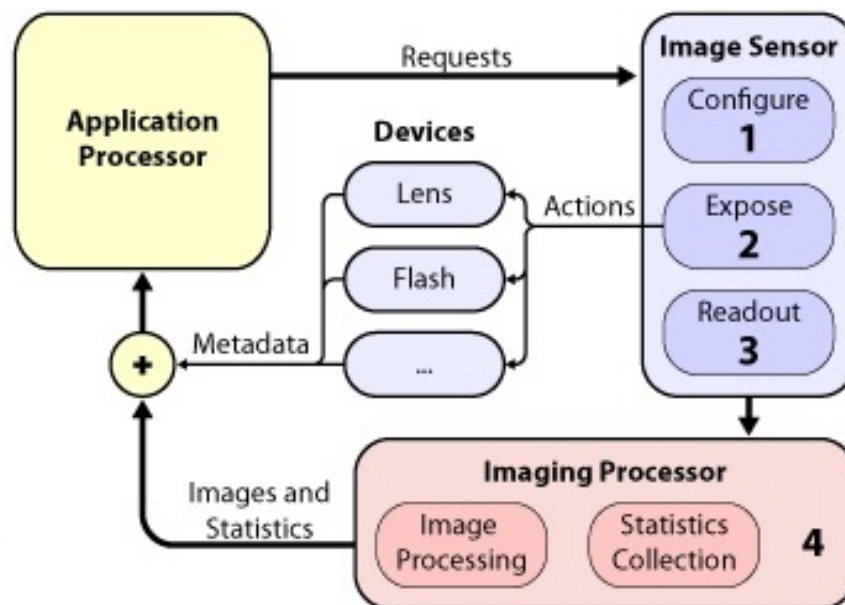 Application
Processor
Requests
Image Sensor
Configure
1
Expose
2
Readout
3
Devices
Lens
Flash
...
Actions
Metadata
+
Images and
Statistics
Imaging Processor
Image
Processing
Statistics
Collection
4